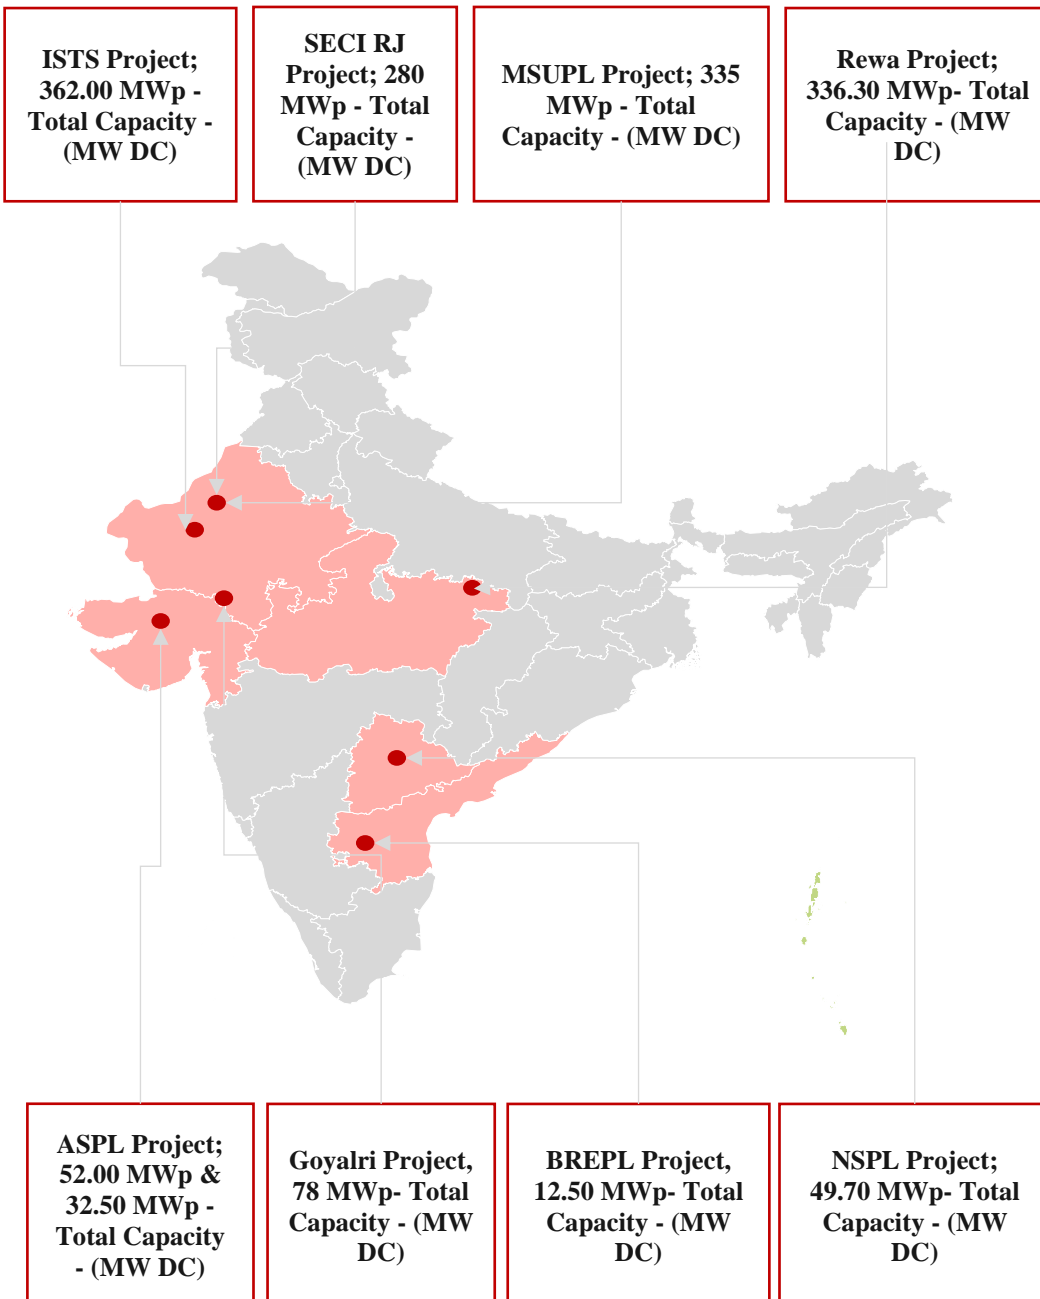 ISTS Project;
362.00 MWp -
Total Capacity -
(MW DC)
SECI RJ
Project; 280
MWp - Total
Capacity -
(MW DC)
MSUPL Project; 335
MWp - Total
Capacity - (MW DC)
Rewa Project;
336.30 MWp- Total
Capacity - (MW
DC)
ASPL Project;
52.00 MWp &
32.50 MWp -
Total Capacity
- (MW DC)
Goyalri Project,
78 MWp- Total
Capacity - (MW
DC)
BREPL Project,
12.50 MWp- Total
Capacity - (MW
DC)
NSPL Project;
49.70 MWp- Total
Capacity - (MW
DC)